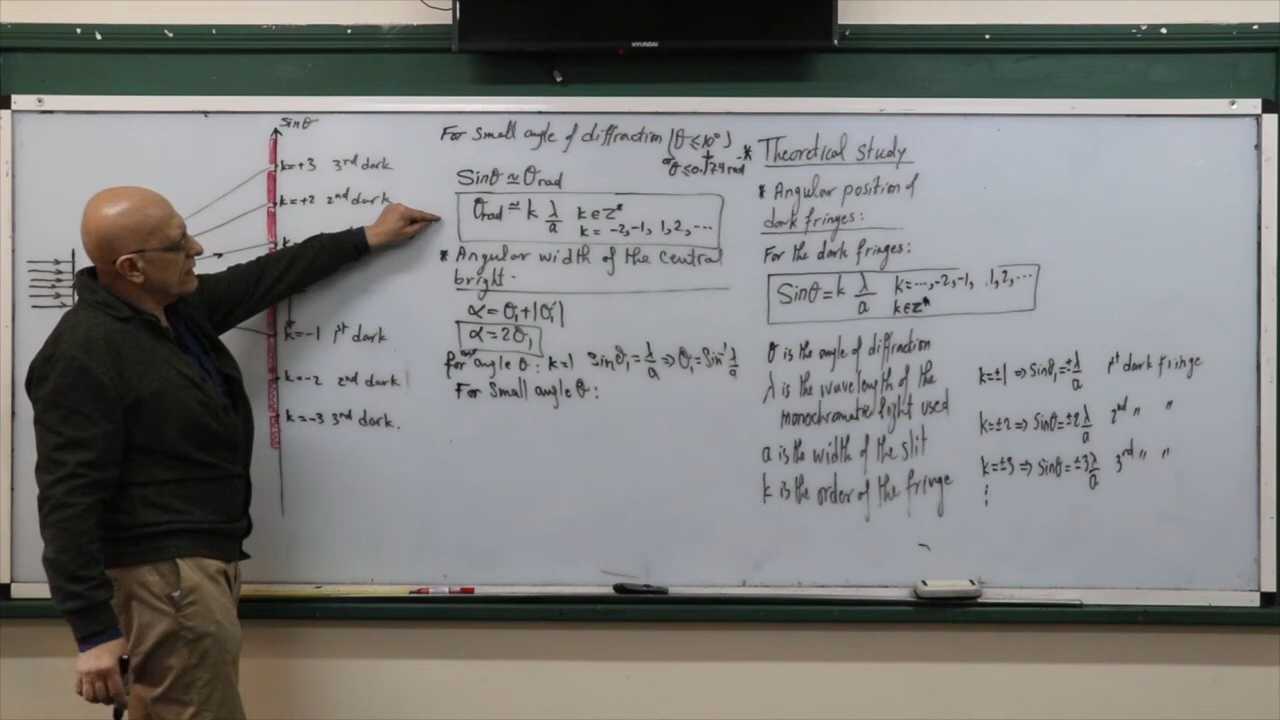 HYUNDAI
Sinθ
k=+3 3rd dark
k=+2 2nd dark
k=-1 1st dark
k=-2 2nd dark
k=-3 3rd dark.
For Small angle of diffraction (θ ≤ 10°)
or θ ≤ 0.174 rad
Sinθ ≃ θrad
θrad ≃ k λ/a k ∈ Z*
k = -2,-1, 1, 2, ...
* Angular width of the central
bright.
α = θ1 + |θ1'|
α = 2θ1
for any angle θ: k=1 Sinθ1 = λ/a ⇒ θ1 = Sin⁻¹ λ/a
For Small angle θ:
* Theoretical study
* Angular position of
dark fringes:
For the dark fringes:
Sinθ = k λ/a k = ..., -2, -1, 1, 2, ...
k ∈ Z*
θ is the angle of diffraction
λ is the wavelength of the
monochromatic light used
a is the width of the slit
k is the order of the fringe
k=±1 ⇒ Sinθ1 = ±λ/a 1st dark fringe
k=±2 ⇒ Sinθ = ±2λ/a 2nd " "
k=±3 ⇒ Sinθ = ±3λ/a 3rd " "
⋮